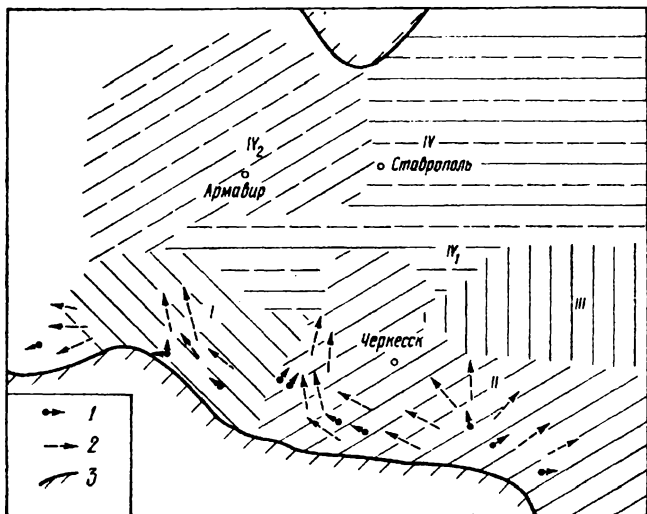 IV₂
IV
Армавир
Ставрополь
IV₁
III
I
Черкесск
II
1
2
3